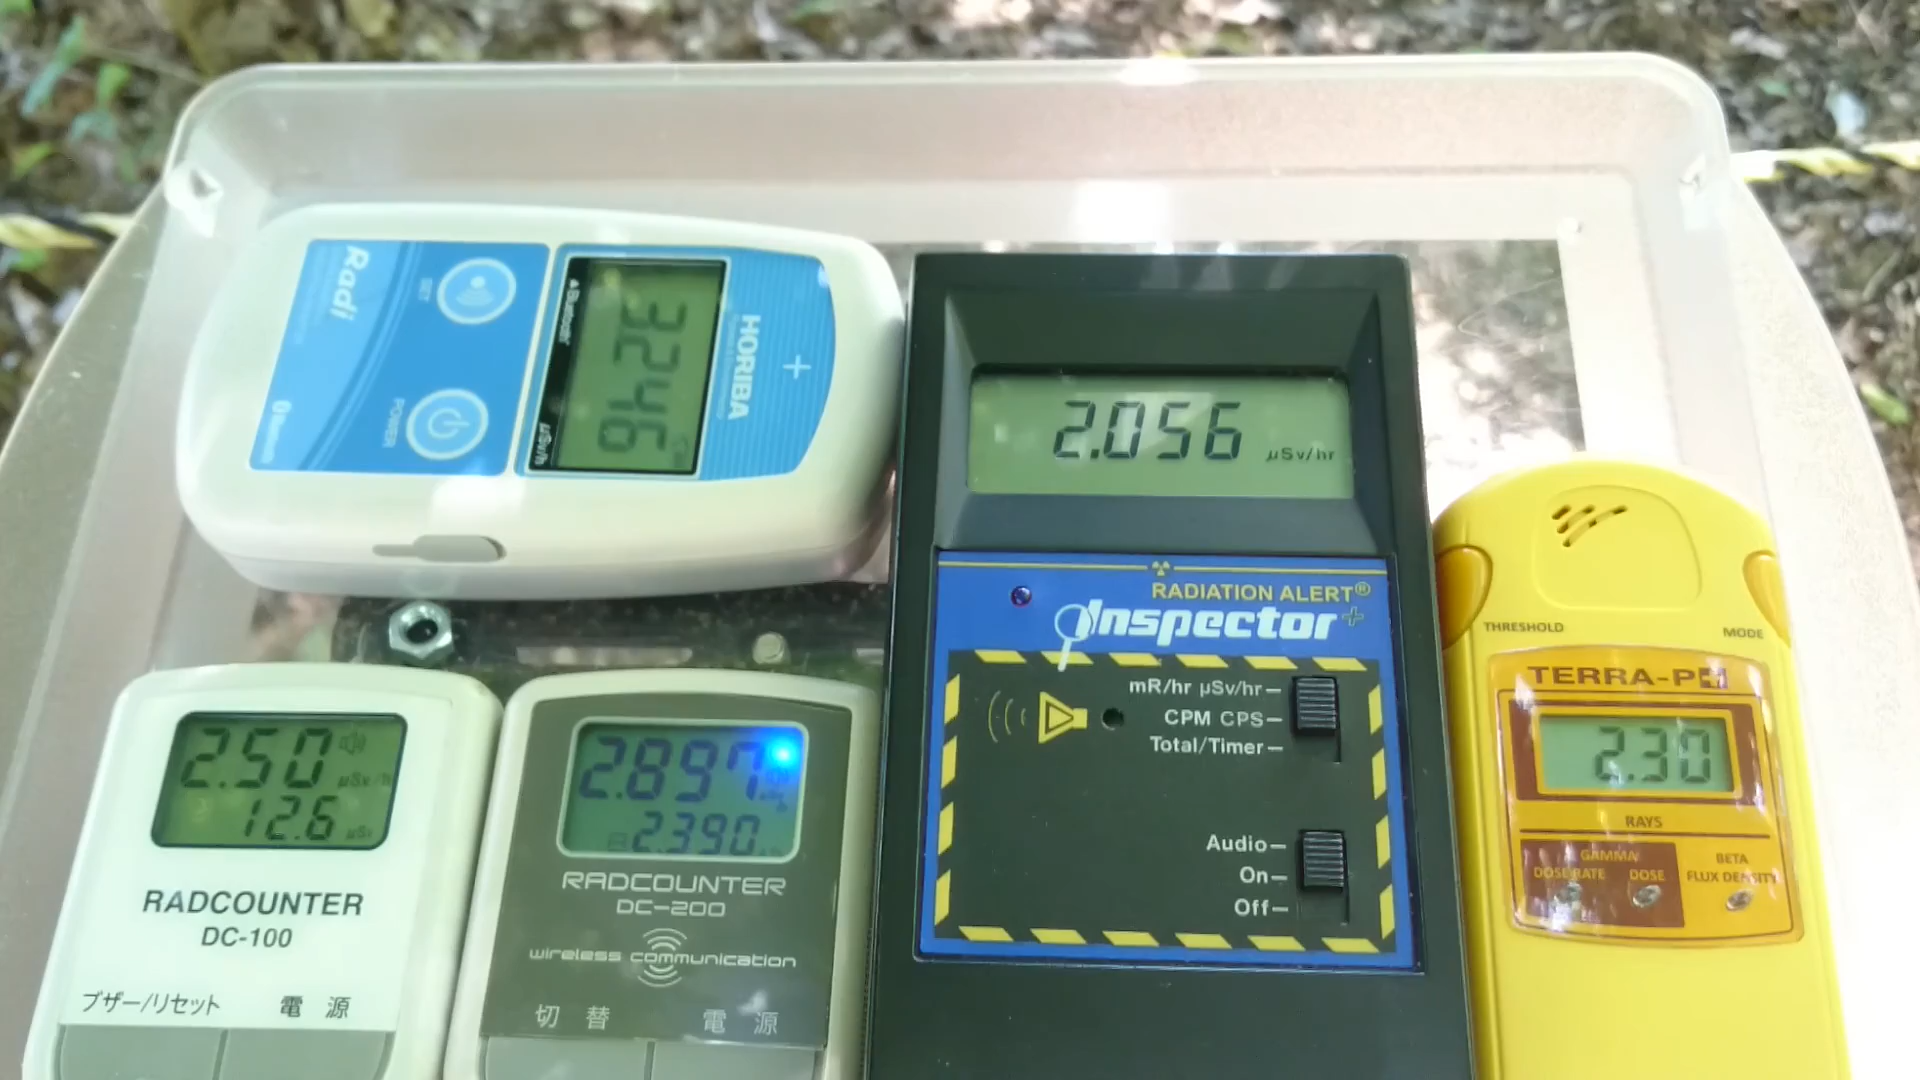 HORIBA
Radi
SET
POWER
Bluetooth
μSv/h
3.246
2.056 μSv/hr
RADIATION ALERT®
Inspector+
mR/hr μSv/hr
CPM CPS
Total/Timer
Audio
On
Off
2.50 μSv/h
12.6 μSv
RADCOUNTER
DC-100
ブザー/リセット 電源
2.897
2.390
RADCOUNTER
DC-200
wireless communication
切替 電源
THRESHOLD MODE
TERRA-P+
2.30
RAYS
GAMMA
DOSE RATE DOSE
BETA
FLUX DENSITY